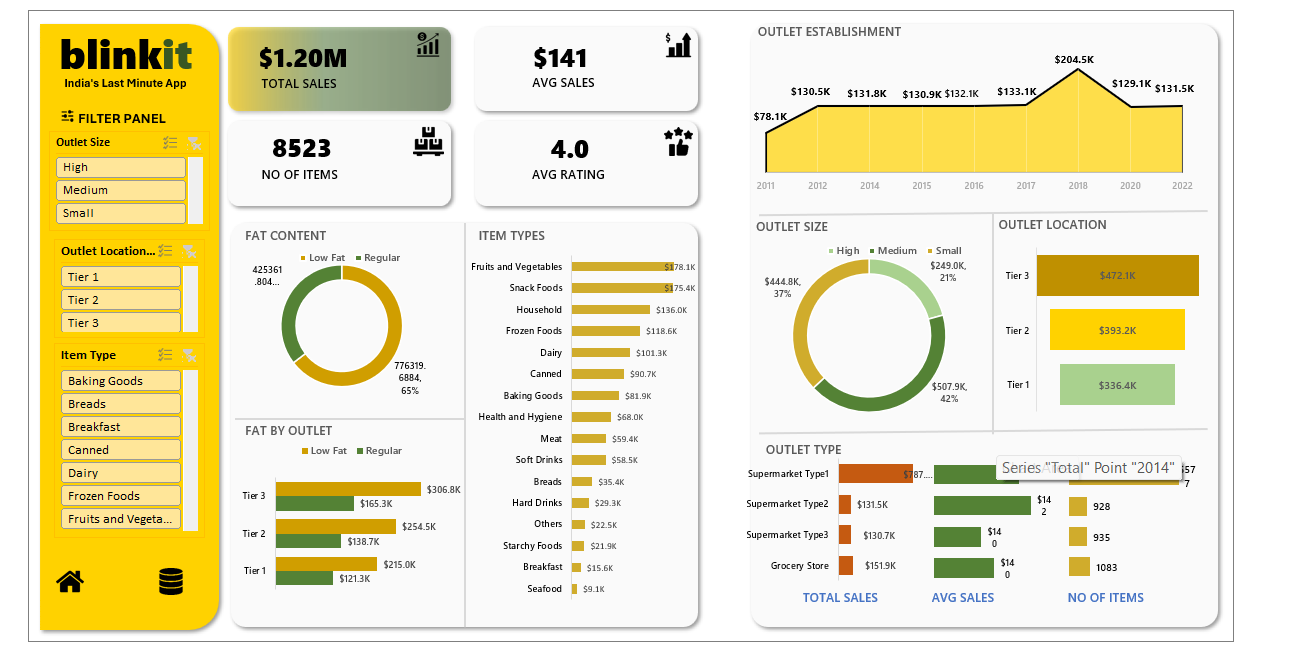 blinkit
India's Last Minute App
FILTER PANEL
Outlet Size
High
Medium
Small
Outlet Location...
Tier 1
Tier 2
Tier 3
Item Type
Baking Goods
Breads
Breakfast
Canned
Dairy
Frozen Foods
Fruits and Vegeta...
$1.20M
TOTAL SALES
$141
AVG SALES
8523
NO OF ITEMS
4.0
AVG RATING
FAT CONTENT
Low Fat Regular
425361
.804...
776319.
6884,
65%
FAT BY OUTLET
Low Fat Regular
Tier 3 $306.8K
$165.3K
Tier 2 $254.5K
$138.7K
Tier 1 $215.0K
$121.3K
ITEM TYPES
Fruits and Vegetables $178.1K
Snack Foods $175.4K
Household $136.0K
Frozen Foods $118.6K
Dairy $101.3K
Canned $90.7K
Baking Goods $81.9K
Health and Hygiene $68.0K
Meat $59.4K
Soft Drinks $58.5K
Breads $35.4K
Hard Drinks $29.3K
Others $22.5K
Starchy Foods $21.9K
Breakfast $15.6K
Seafood $9.1K
OUTLET ESTABLISHMENT
$78.1K $130.5K $131.8K $130.9K $132.1K $133.1K $204.5K $129.1K $131.5K
2011 2012 2014 2015 2016 2017 2018 2020 2022
OUTLET SIZE
High Medium Small
$249.0K,
21%
$444.8K,
37%
$507.9K,
42%
OUTLET LOCATION
Tier 3 $472.1K
Tier 2 $393.2K
Tier 1 $336.4K
OUTLET TYPE
Series "Total" Point "2014"
Supermarket Type1 $787.... 57
7
Supermarket Type2 $131.5K $14
2 928
Supermarket Type3 $130.7K $14
0 935
Grocery Store $151.9K $14
0 1083
TOTAL SALES AVG SALES NO OF ITEMS